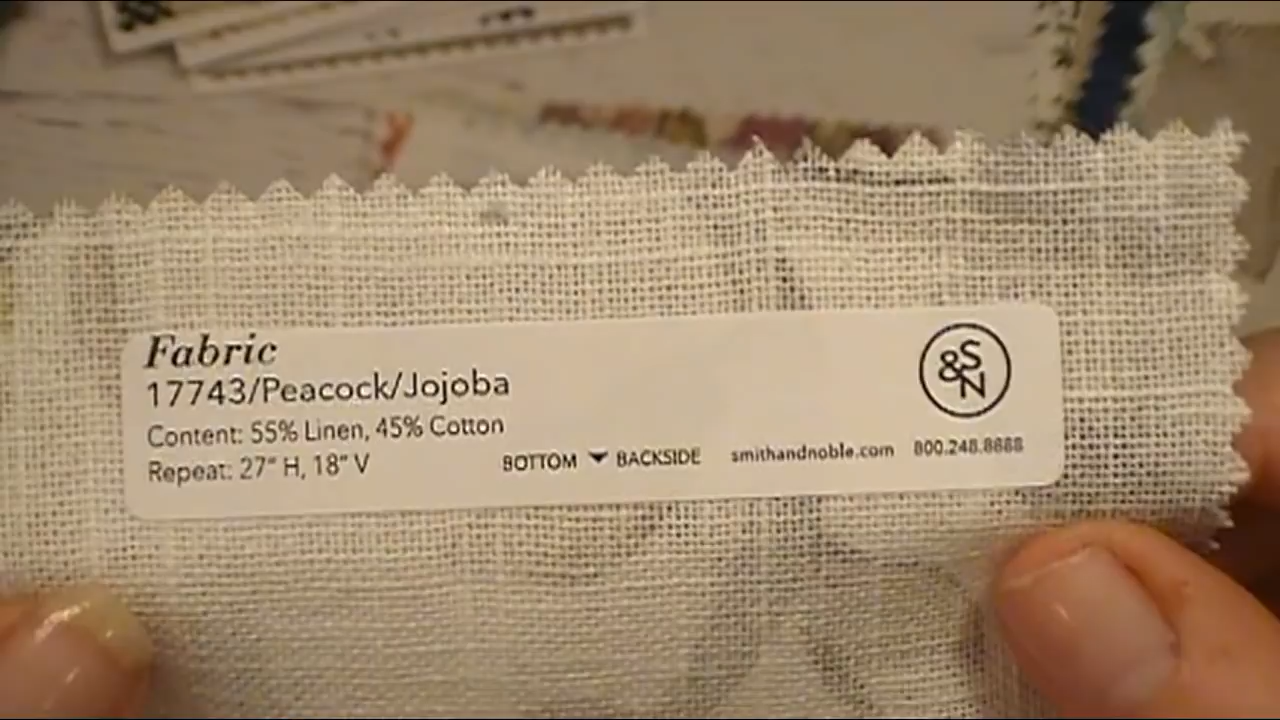 Fabric
17743/Peacock/Jojoba
Content: 55% Linen, 45% Cotton
Repeat: 27" H, 18" V
BOTTOM ▼ BACKSIDE
smithandnoble.com 800.248.8888
&SN